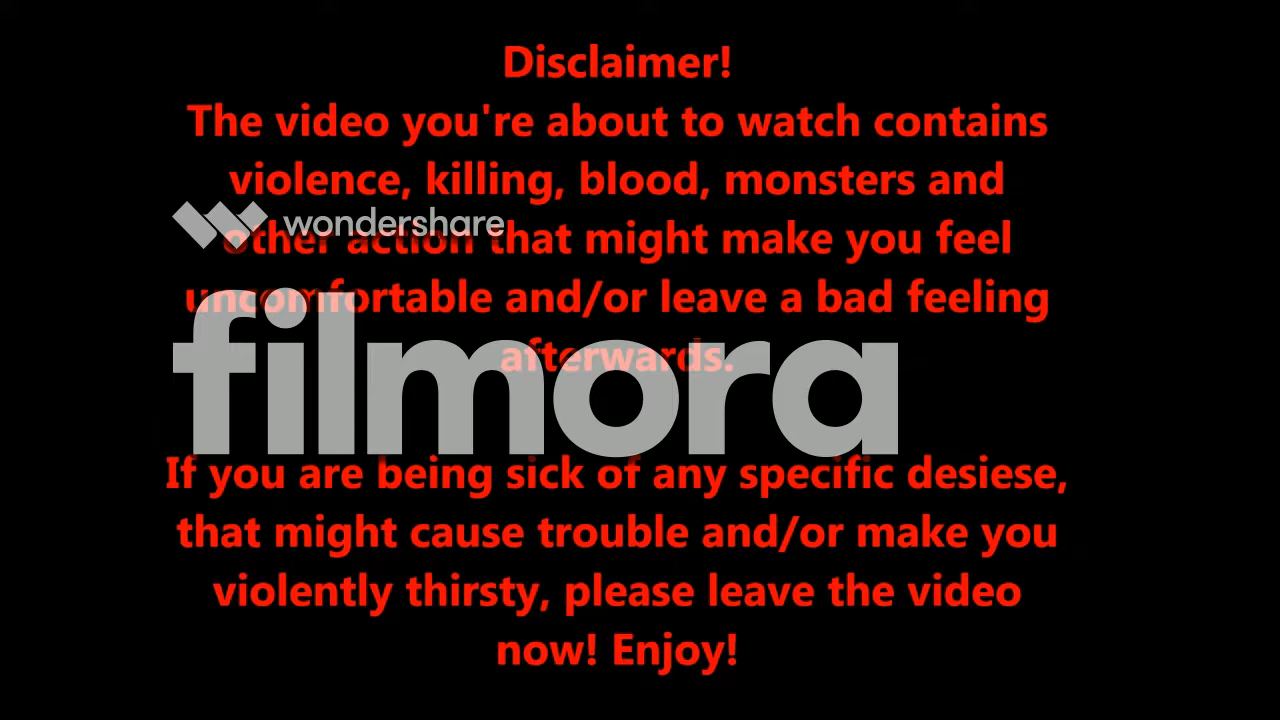 Disclaimer!
The video you're about to watch contains
violence, killing, blood, monsters and
wondershare
other action that might make you feel
uncomfortable and/or leave a bad feeling
filmora
afterwards.
If you are being sick of any specific desiese,
that might cause trouble and/or make you
violently thirsty, please leave the video
now! Enjoy!